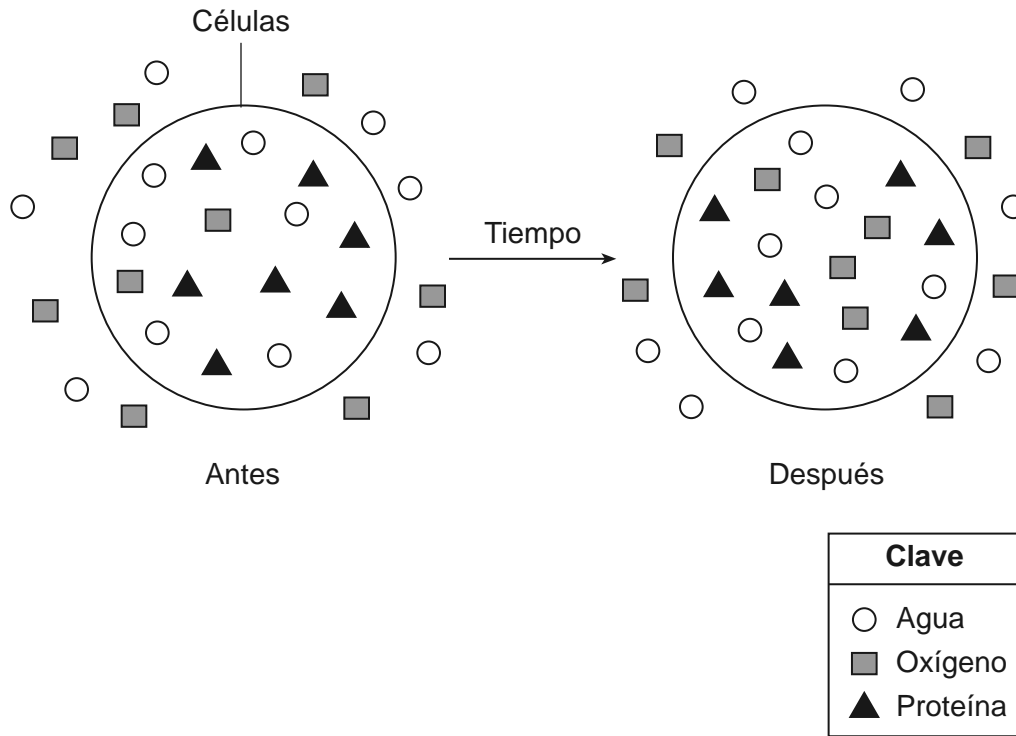 Células
Tiempo
Antes
Después
Clave
Agua
Oxígeno
Proteína